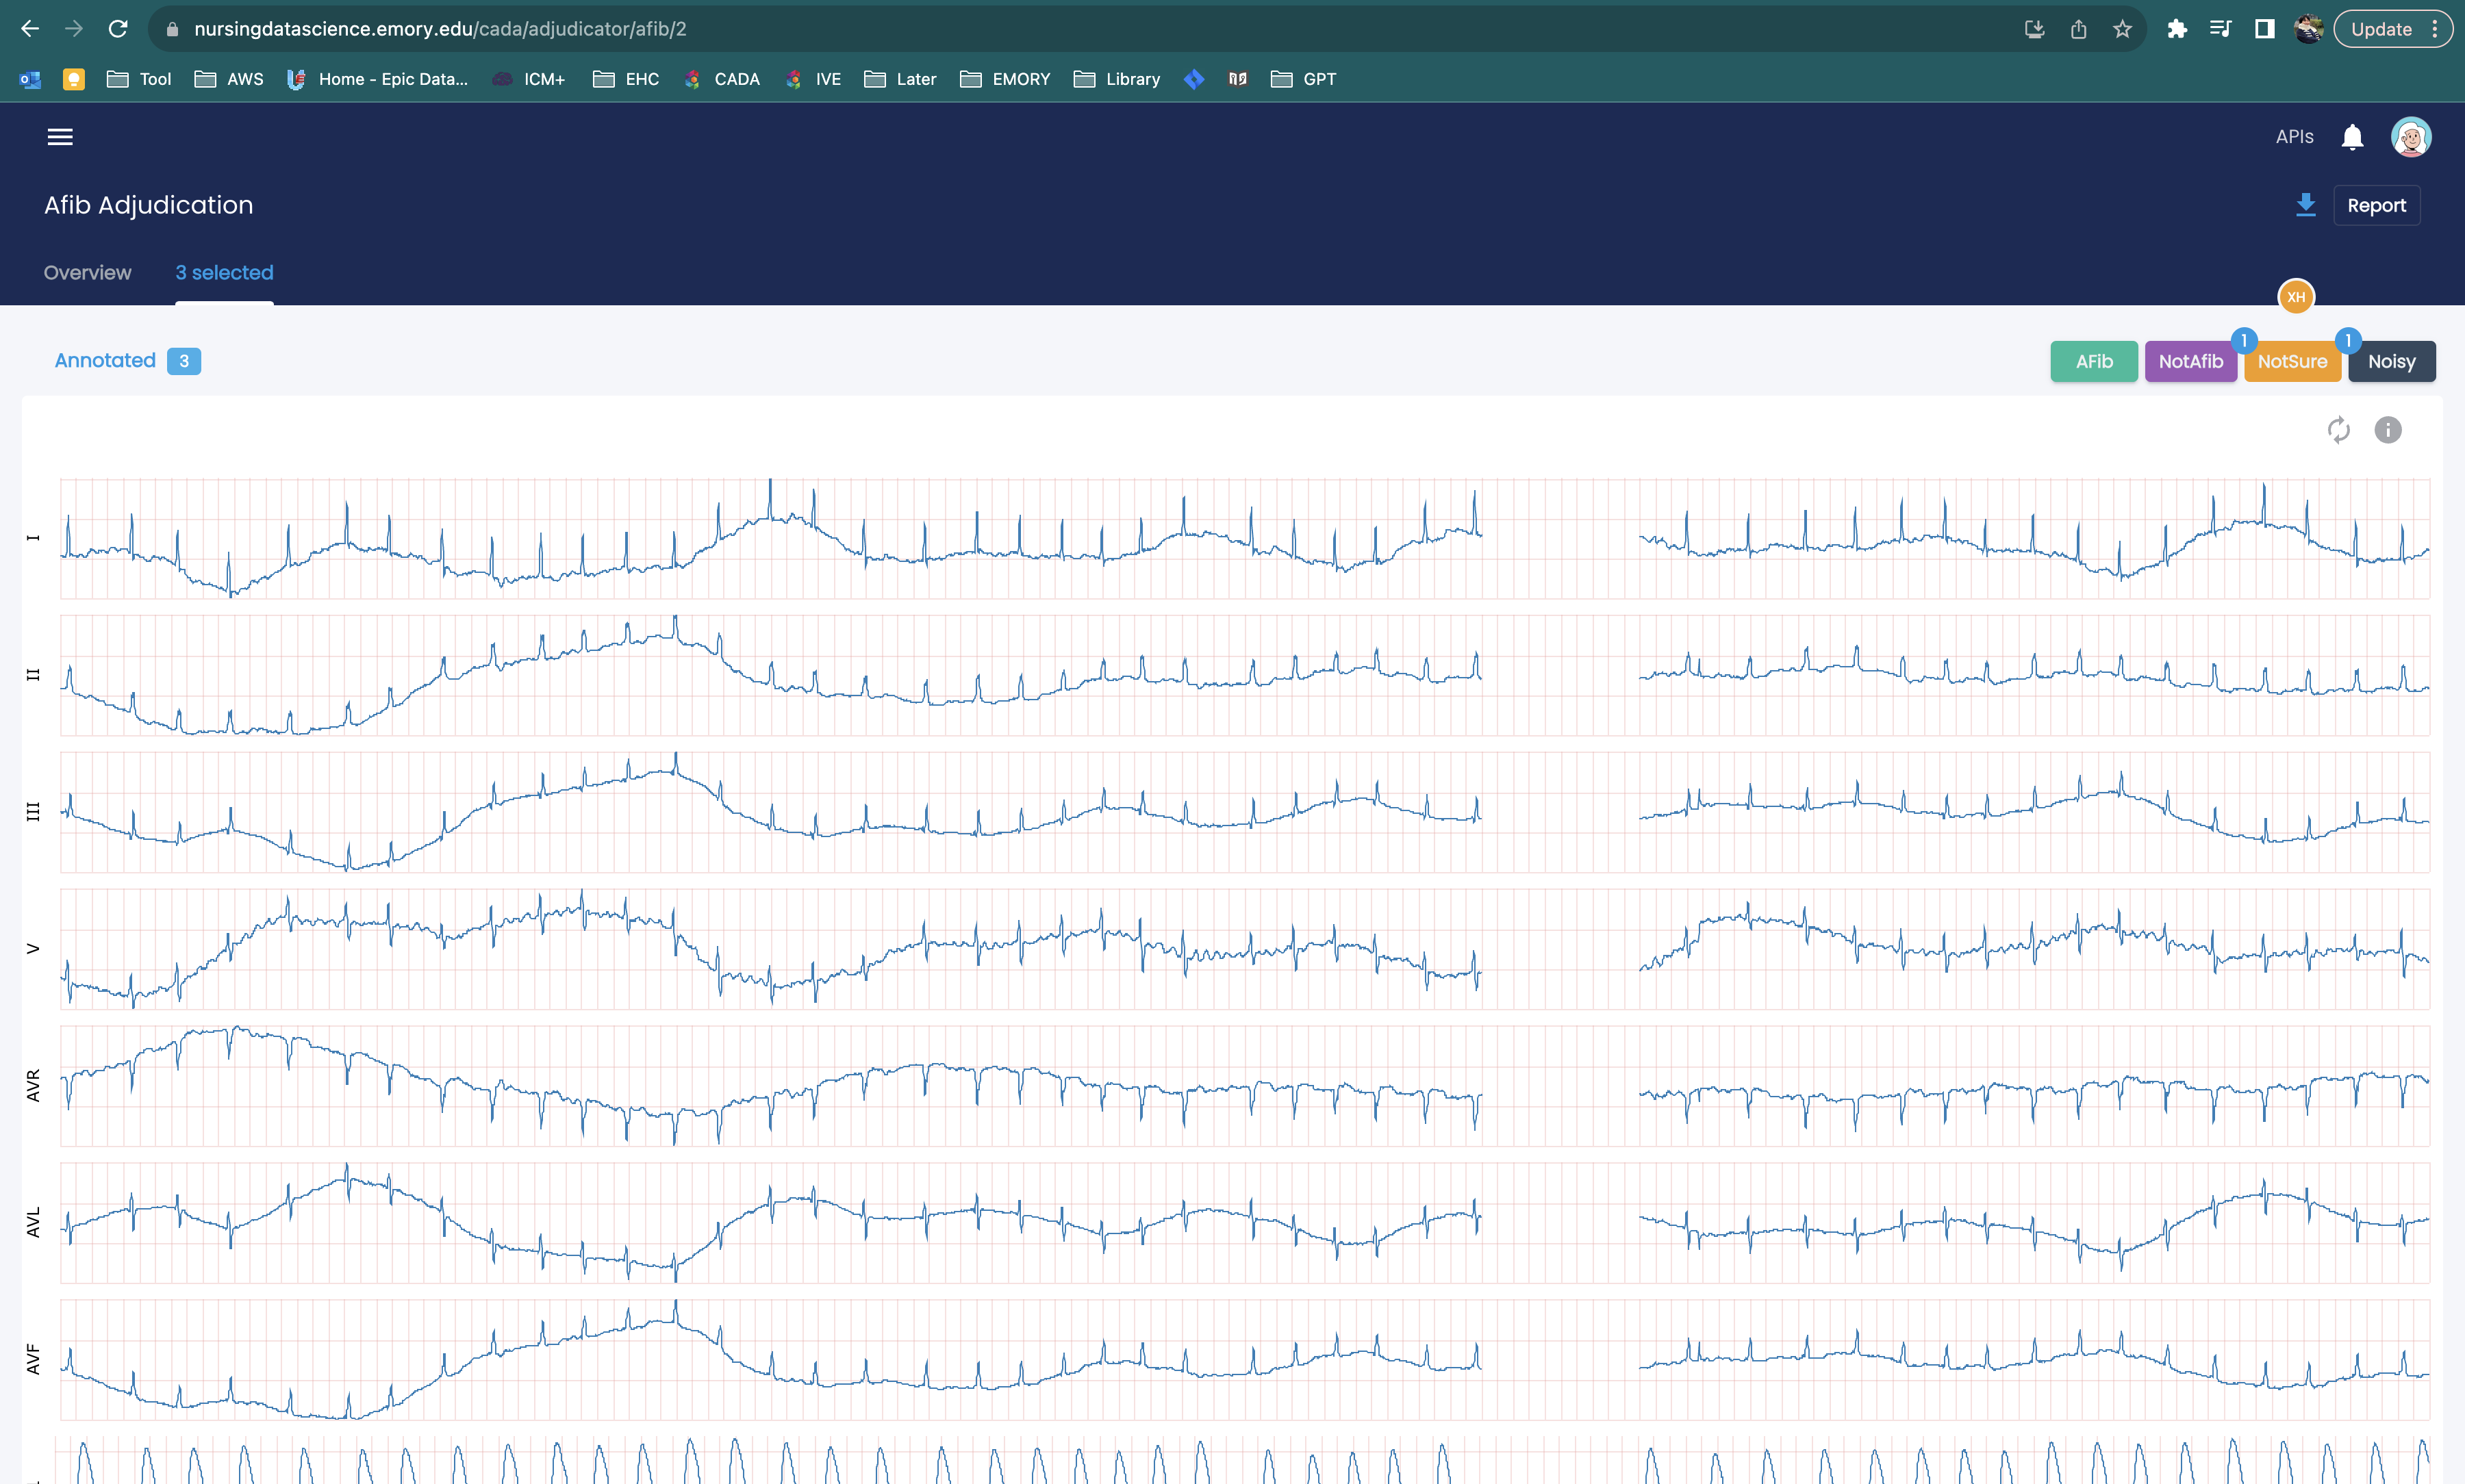 nursingdatascience.emory.edu/cada/adjudicator/afib/2
Update
Tool AWS Home - Epic Data... ICM+ EHC CADA IVE Later EMORY Library GPT
APIs
Afib Adjudication
Report
Overview 3 selected
XH
Annotated 3
1 1
AFib NotAfib NotSure Noisy
I
II
III
V
AVR
AVL
AVF